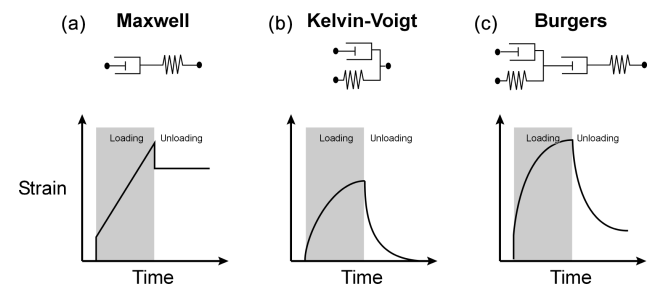 (a) Maxwell
(b) Kelvin-Voigt
(c) Burgers
Loading Unloading
Loading Unloading
Loading Unloading
Strain
Time
Time
Time